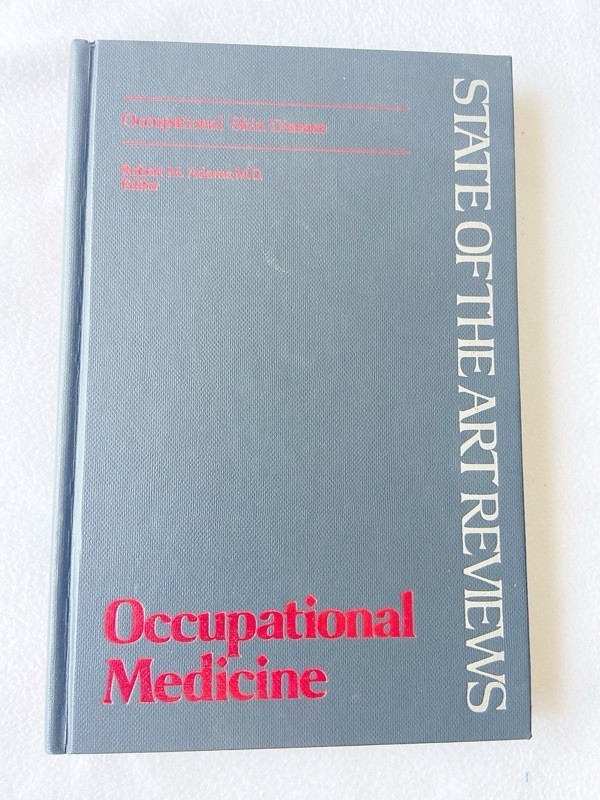 Occupational Skin Disease
Robert M. Adams, M.D.
Editor
STATE OF THE ART REVIEWS
Occupational
Medicine